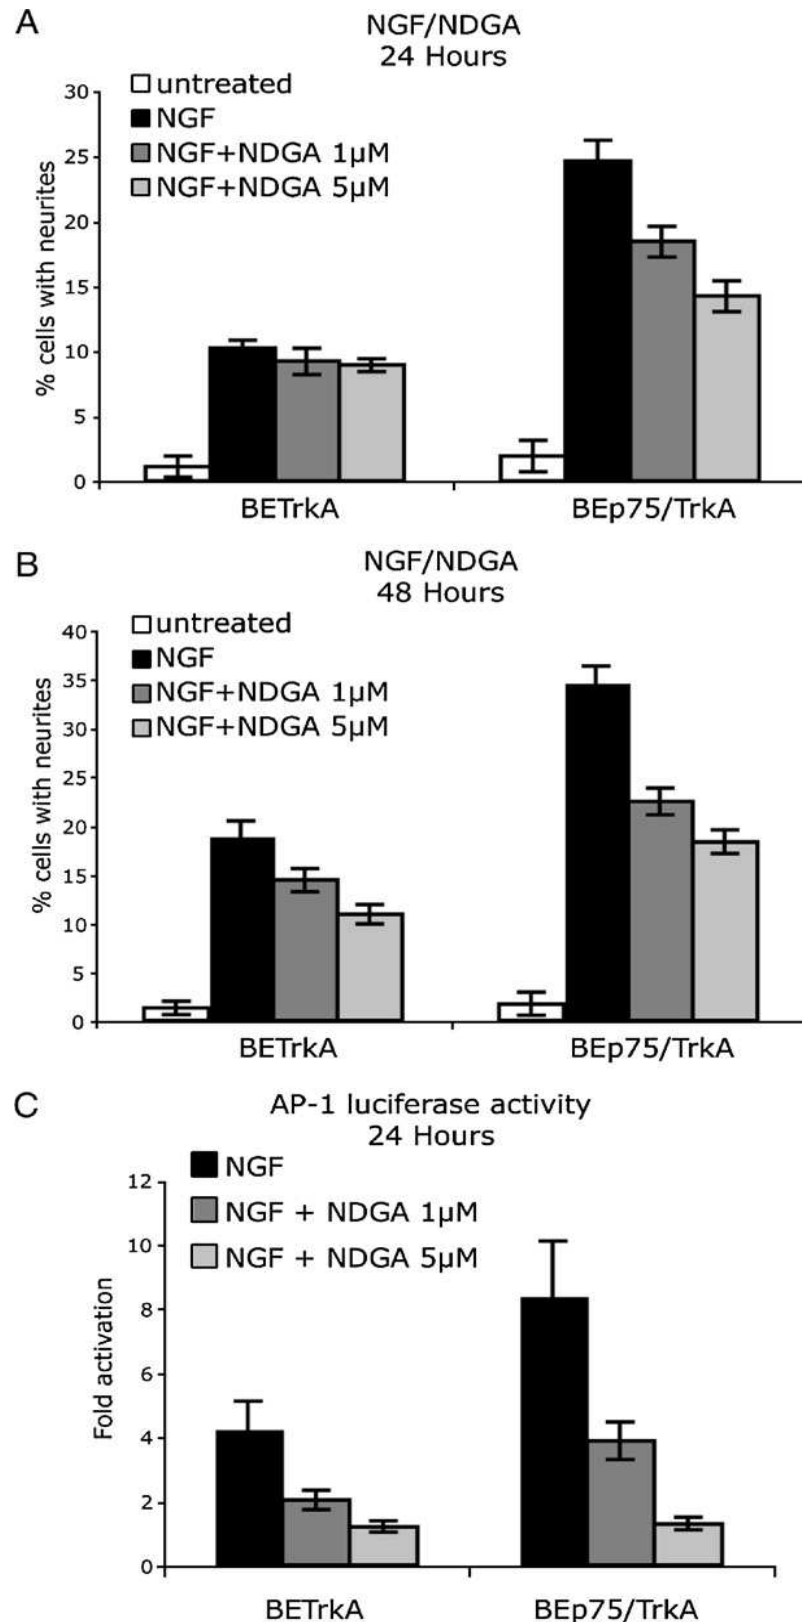 A
NGF/NDGA
24 Hours
untreated
NGF
NGF+NDGA 1µM
NGF+NDGA 5µM
% cells with neurites
30
25
20
15
10
5
0
BETrkA
BEp75/TrkA
B
NGF/NDGA
48 Hours
untreated
NGF
NGF+NDGA 1µM
NGF+NDGA 5µM
% cells with neurites
40
35
30
25
20
15
10
5
0
BETrkA
BEp75/TrkA
C
AP-1 luciferase activity
24 Hours
NGF
NGF + NDGA 1µM
NGF + NDGA 5µM
Fold activation
12
10
8
6
4
2
0
BETrkA
BEp75/TrkA